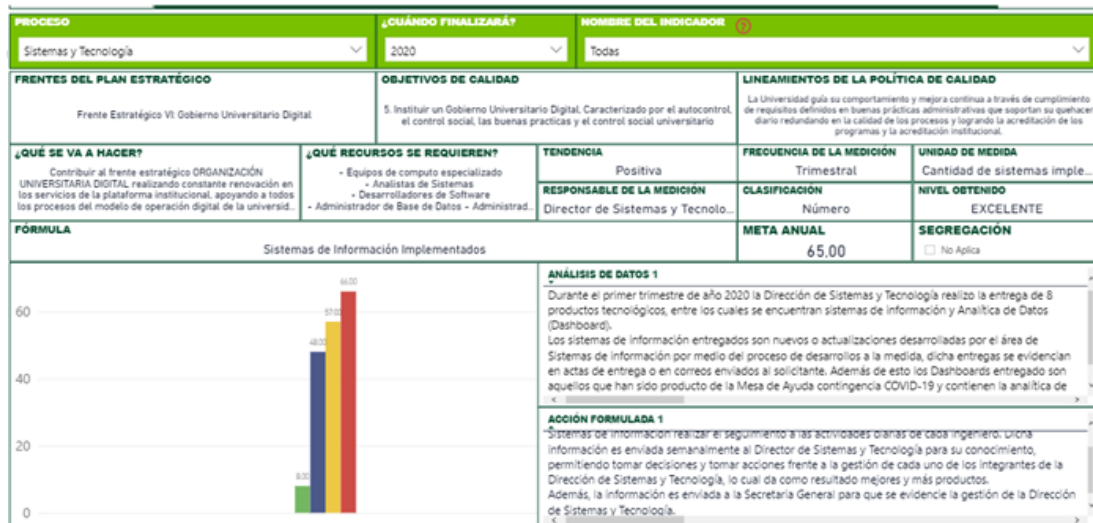 PROCESO
Sistemas y Tecnología
¿CUÁNDO FINALIZARÁ?
2020
NOMBRE DEL INDICADOR ?
Todas
FRENTES DEL PLAN ESTRATÉGICO
Frente Estratégico VI: Gobierno Universitario Digital
OBJETIVOS DE CALIDAD
5. Instituir un Gobierno Universitario Digital, Caracterizado por el autocontrol,
el control social, las buenas practicas y el control social universitario
LINEAMIENTOS DE LA POLÍTICA DE CALIDAD
La Universidad guía su comportamiento y mejora continua a través de cumplimiento
de requisitos definidos en buenas prácticas administrativas que soportan su quehacer
diario redundando en la calidad de los procesos y logrando la acreditación de los
programas y la acreditación institucional.
¿QUÉ SE VA A HACER?
Contribuir al frente estratégico ORGANIZACIÓN
UNIVERSITARIA DIGITAL realizando constante renovación en
los servicios de la plataforma institucional, apoyando a todos
los procesos del modelo de operación digital de la universid...
¿QUÉ RECURSOS SE REQUIEREN?
- Equipos de computo especializado
- Analistas de Sistemas
- Desarrolladores de Software
- Administrador de Base de Datos - Administrad...
TENDENCIA
Positiva
FRECUENCIA DE LA MEDICIÓN
Trimestral
UNIDAD DE MEDIDA
Cantidad de sistemas imple...
RESPONSABLE DE LA MEDICIÓN
Director de Sistemas y Tecnolo...
CLASIFICACIÓN
Número
NIVEL OBTENIDO
EXCELENTE
FÓRMULA
Sistemas de Información Implementados
META ANUAL
65,00
SEGREGACIÓN
No Aplica
60
40
20
0
8,00
48,00
57,00
66,00
ANÁLISIS DE DATOS 1
Durante el primer trimestre de año 2020 la Dirección de Sistemas y Tecnología realizo la entrega de 8
productos tecnológicos, entre los cuales se encuentran sistemas de información y Analítica de Datos
(Dashboard).
Los sistemas de información entregados son nuevos o actualizaciones desarrolladas por el área de
Sistemas de información por medio del proceso de desarrollos a la medida, dicha entregas se evidencian
en actas de entrega o en correos enviados al solicitante. Además de esto los Dashboards entregado son
aquellos que han sido producto de la Mesa de Ayuda contingencia COVID-19 y contienen la analítica de
ACCIÓN FORMULADA 1
Sistemas de Información realizar el seguimiento a las actividades diarias de cada ingeniero. Dicha
información es enviada semanalmente al Director de Sistemas y Tecnología para su conocimiento,
permitiendo tomar decisiones y tomar acciones frente a la gestión de cada uno de los integrantes de la
Dirección de Sistemas y Tecnología, lo cual da como resultado mejores y más productos.
Además, la información es enviada a la Secretaria General para que se evidencie la gestión de la Dirección
de Sistemas y Tecnología.